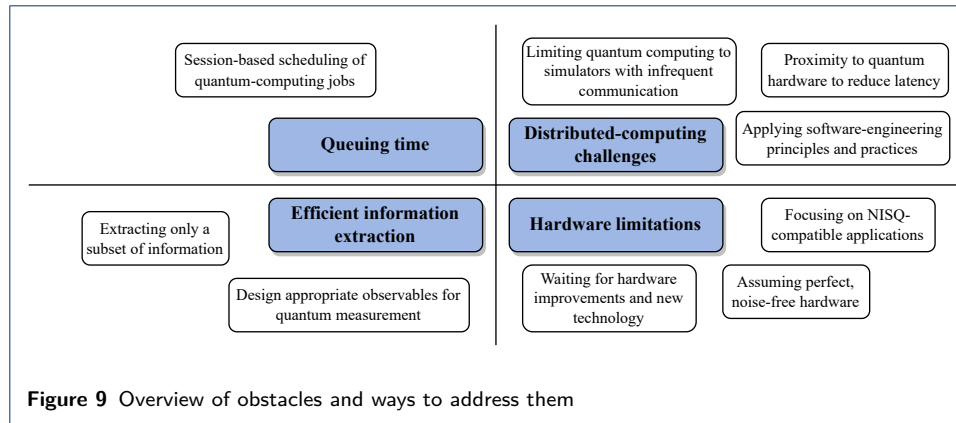 Session-based scheduling of
quantum-computing jobs
Queuing time
Limiting quantum computing to
simulators with infrequent
communication
Proximity to quantum
hardware to reduce latency
Distributed-computing
challenges
Applying software-engineering
principles and practices
Efficient information
extraction
Extracting only a
subset of information
Design appropriate observables for
quantum measurement
Hardware limitations
Focusing on NISQ-
compatible applications
Waiting for hardware
improvements and new
technology
Assuming perfect,
noise-free hardware
Figure 9 Overview of obstacles and ways to address them